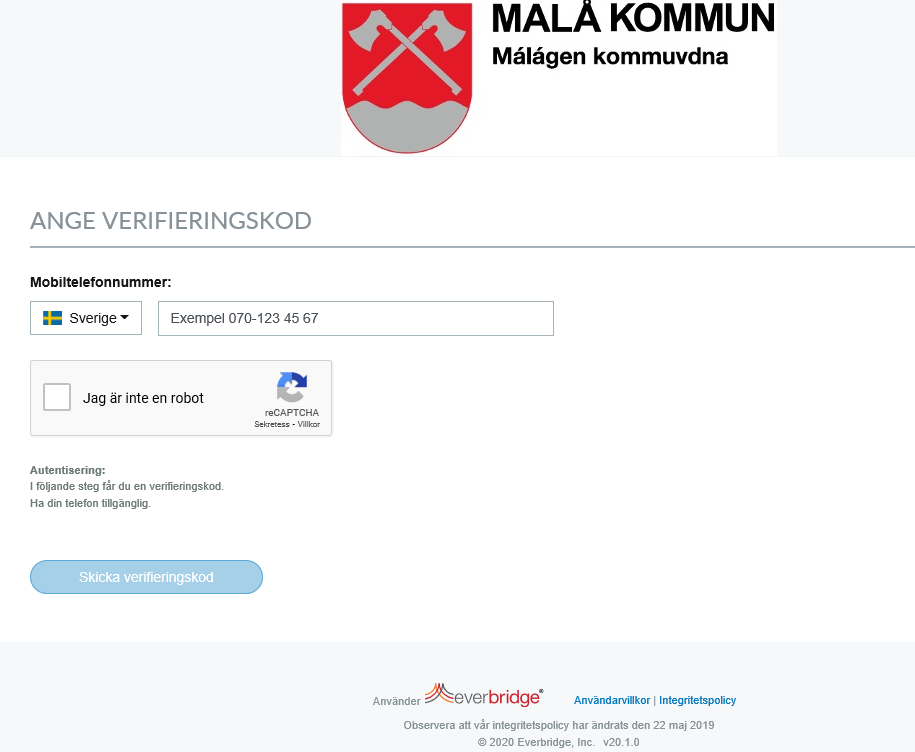 MALÅ KOMMUN
Málágen kommuvdna
ANGE VERIFIERINGSKOD
Mobiltelefonnummer:
Sverige
Exempel 070-123 45 67
Jag är inte en robot
reCAPTCHA
Sekretess - Villkor
Autentisering:
I följande steg får du en verifieringskod.
Ha din telefon tillgänglig.
Skicka verifieringskod
Använder everbridge® Användarvillkor | Integritetspolicy
Observera att vår integritetspolicy har ändrats den 22 maj 2019
© 2020 Everbridge, Inc. v20.1.0